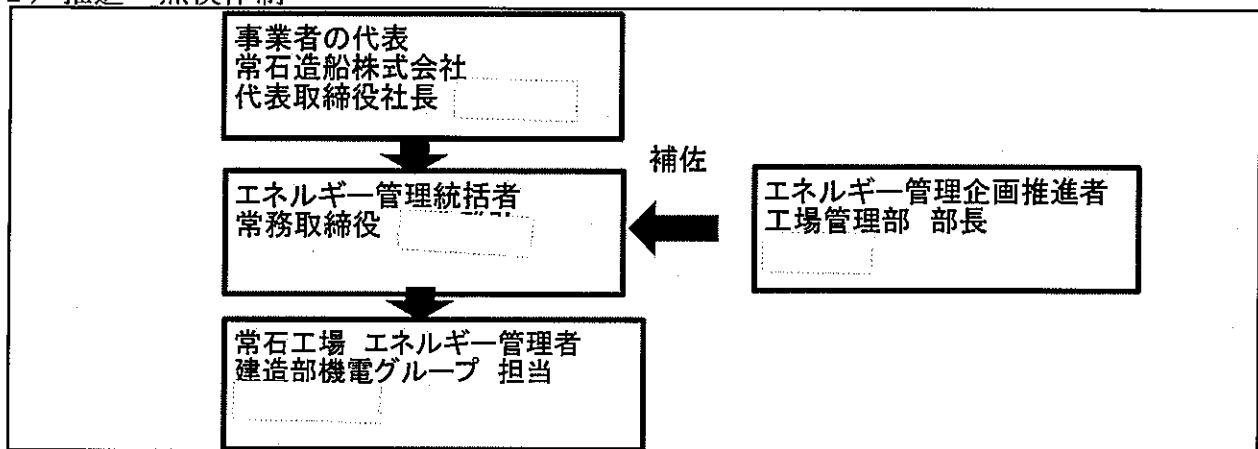 事業者の代表
常石造船株式会社
代表取締役社長
補佐
エネルギー管理統括者
常務取締役
エネルギー管理企画推進者
工場管理部 部長
常石工場 エネルギー管理者
建造部機電グループ 担当